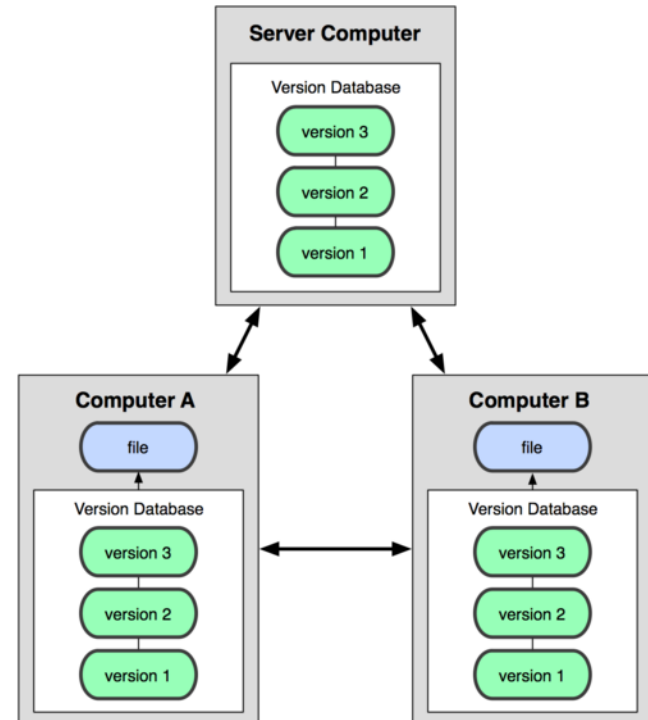 Server Computer
Version Database
version 3
version 2
version 1
Computer A
file
Version Database
version 3
version 2
version 1
Computer B
file
Version Database
version 3
version 2
version 1